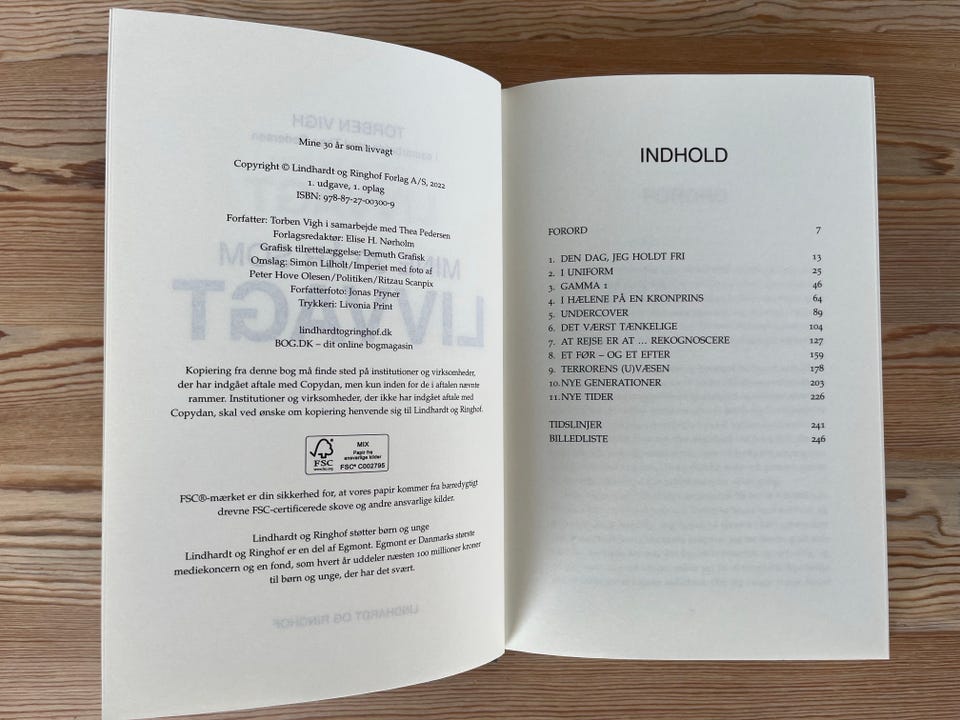 Mine 30 år som livvagt
Copyright © Lindhardt og Ringhof Forlag A/S, 2022
1. udgave, 1. oplag
ISBN: 978-87-27-00300-9
Forfatter: Torben Vigh i samarbejde med Thea Pedersen
Forlagsredaktør: Elise H. Nørholm
Grafisk tilrettelæggelse: Demuth Grafisk
Omslag: Simon Lilholt/Imperiet med foto af
Peter Hove Olesen/Politiken/Ritzau Scanpix
Forfatterfoto: Jonas Pryner
Trykkeri: Livonia Print
lindhardtogringhof.dk
BOG.DK – dit online bogmagasin
Kopiering fra denne bog må finde sted på institutioner og virksomheder,
der har indgået aftale med Copydan, men kun inden for de i aftalen nævnte
rammer. Institutioner og virksomheder, der ikke har indgået aftale med
Copydan, skal ved ønske om kopiering henvende sig til Lindhardt og Ringhof.
FSC
www.fsc.org
MIX
Papir fra
ansvarlige kilder
FSC® C002795
FSC®-mærket er din sikkerhed for, at vores papir kommer fra bæredygtigt
drevne FSC-certificerede skove og andre ansvarlige kilder.
Lindhardt og Ringhof støtter børn og unge
Lindhardt og Ringhof er en del af Egmont. Egmont er Danmarks største
mediekoncern og en fond, som hvert år uddeler næsten 100 millioner kroner
til børn og unge, der har det svært.
INDHOLD
FORORD 7
1. DEN DAG, JEG HOLDT FRI 13
2. I UNIFORM 25
3. GAMMA 1 46
4. I HÆLENE PÅ EN KRONPRINS 64
5. UNDERCOVER 89
6. DET VÆRST TÆNKELIGE 104
7. AT REJSE ER AT … REKOGNOSCERE 127
8. ET FØR – OG ET EFTER 159
9. TERRORENS (U)VÆSEN 178
10. NYE GENERATIONER 203
11. NYE TIDER 226
TIDSLINJER 241
BILLEDLISTE 246